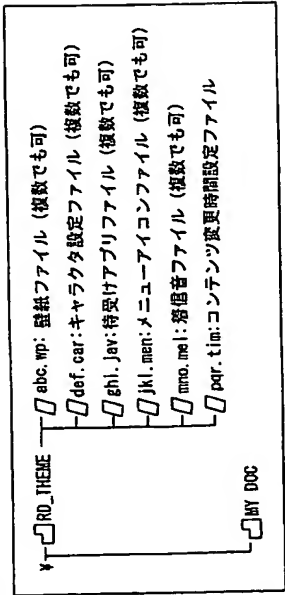 ¥
RD_THEME
abc.wp: 壁紙ファイル (複数でも可)
def.car:キャラクタ設定ファイル (複数でも可)
ghi.jav:待受けアプリファイル (複数でも可)
jkl.men:メニューアイコンファイル (複数でも可)
mno.mel:着信音ファイル (複数でも可)
pqr.tim:コンテンツ変更時間設定ファイル
MY DOC